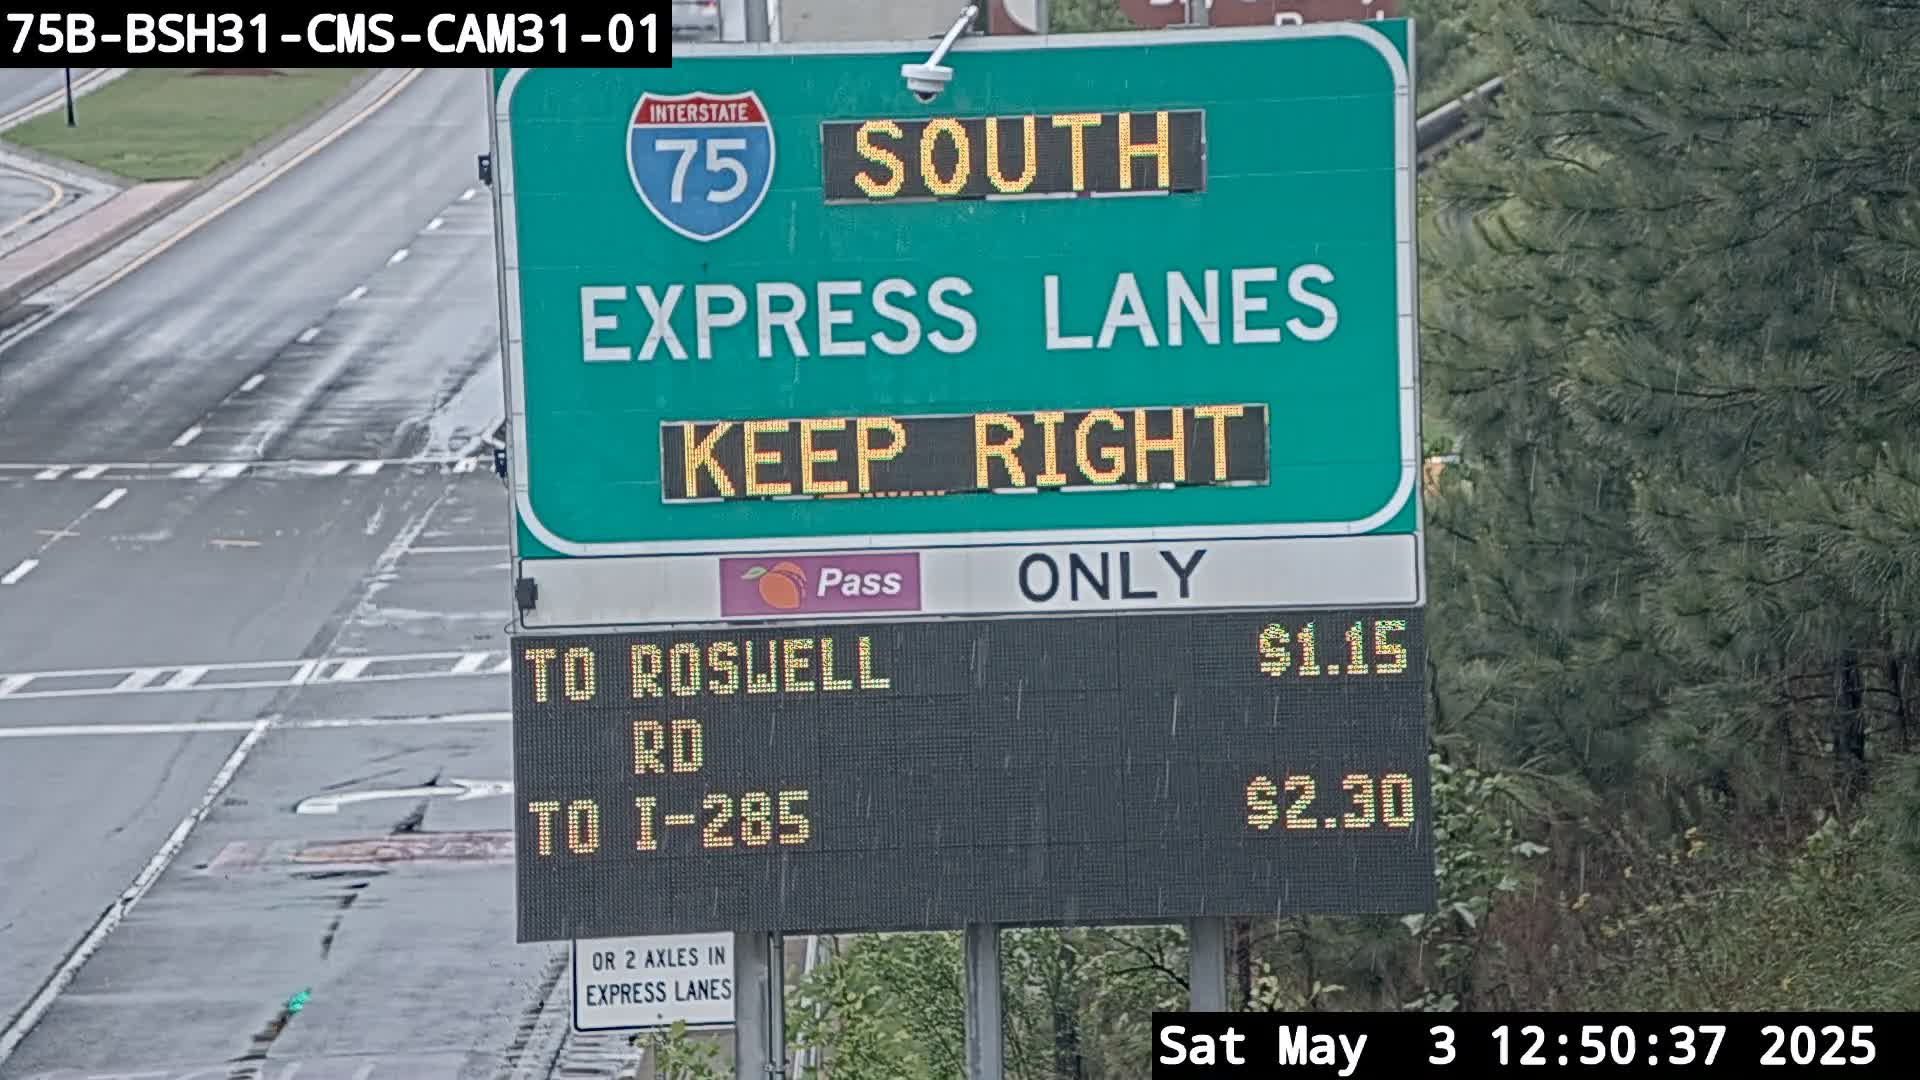 75B-BSH31-CMS-CAM31-01
INTERSTATE
75
SOUTH
EXPRESS LANES
KEEP RIGHT
Pass
ONLY
TO ROSWELL $1.15
RD
TO I-285 $2.30
OR 2 AXLES IN
EXPRESS LANES
Sat May 3 12:50:37 2025